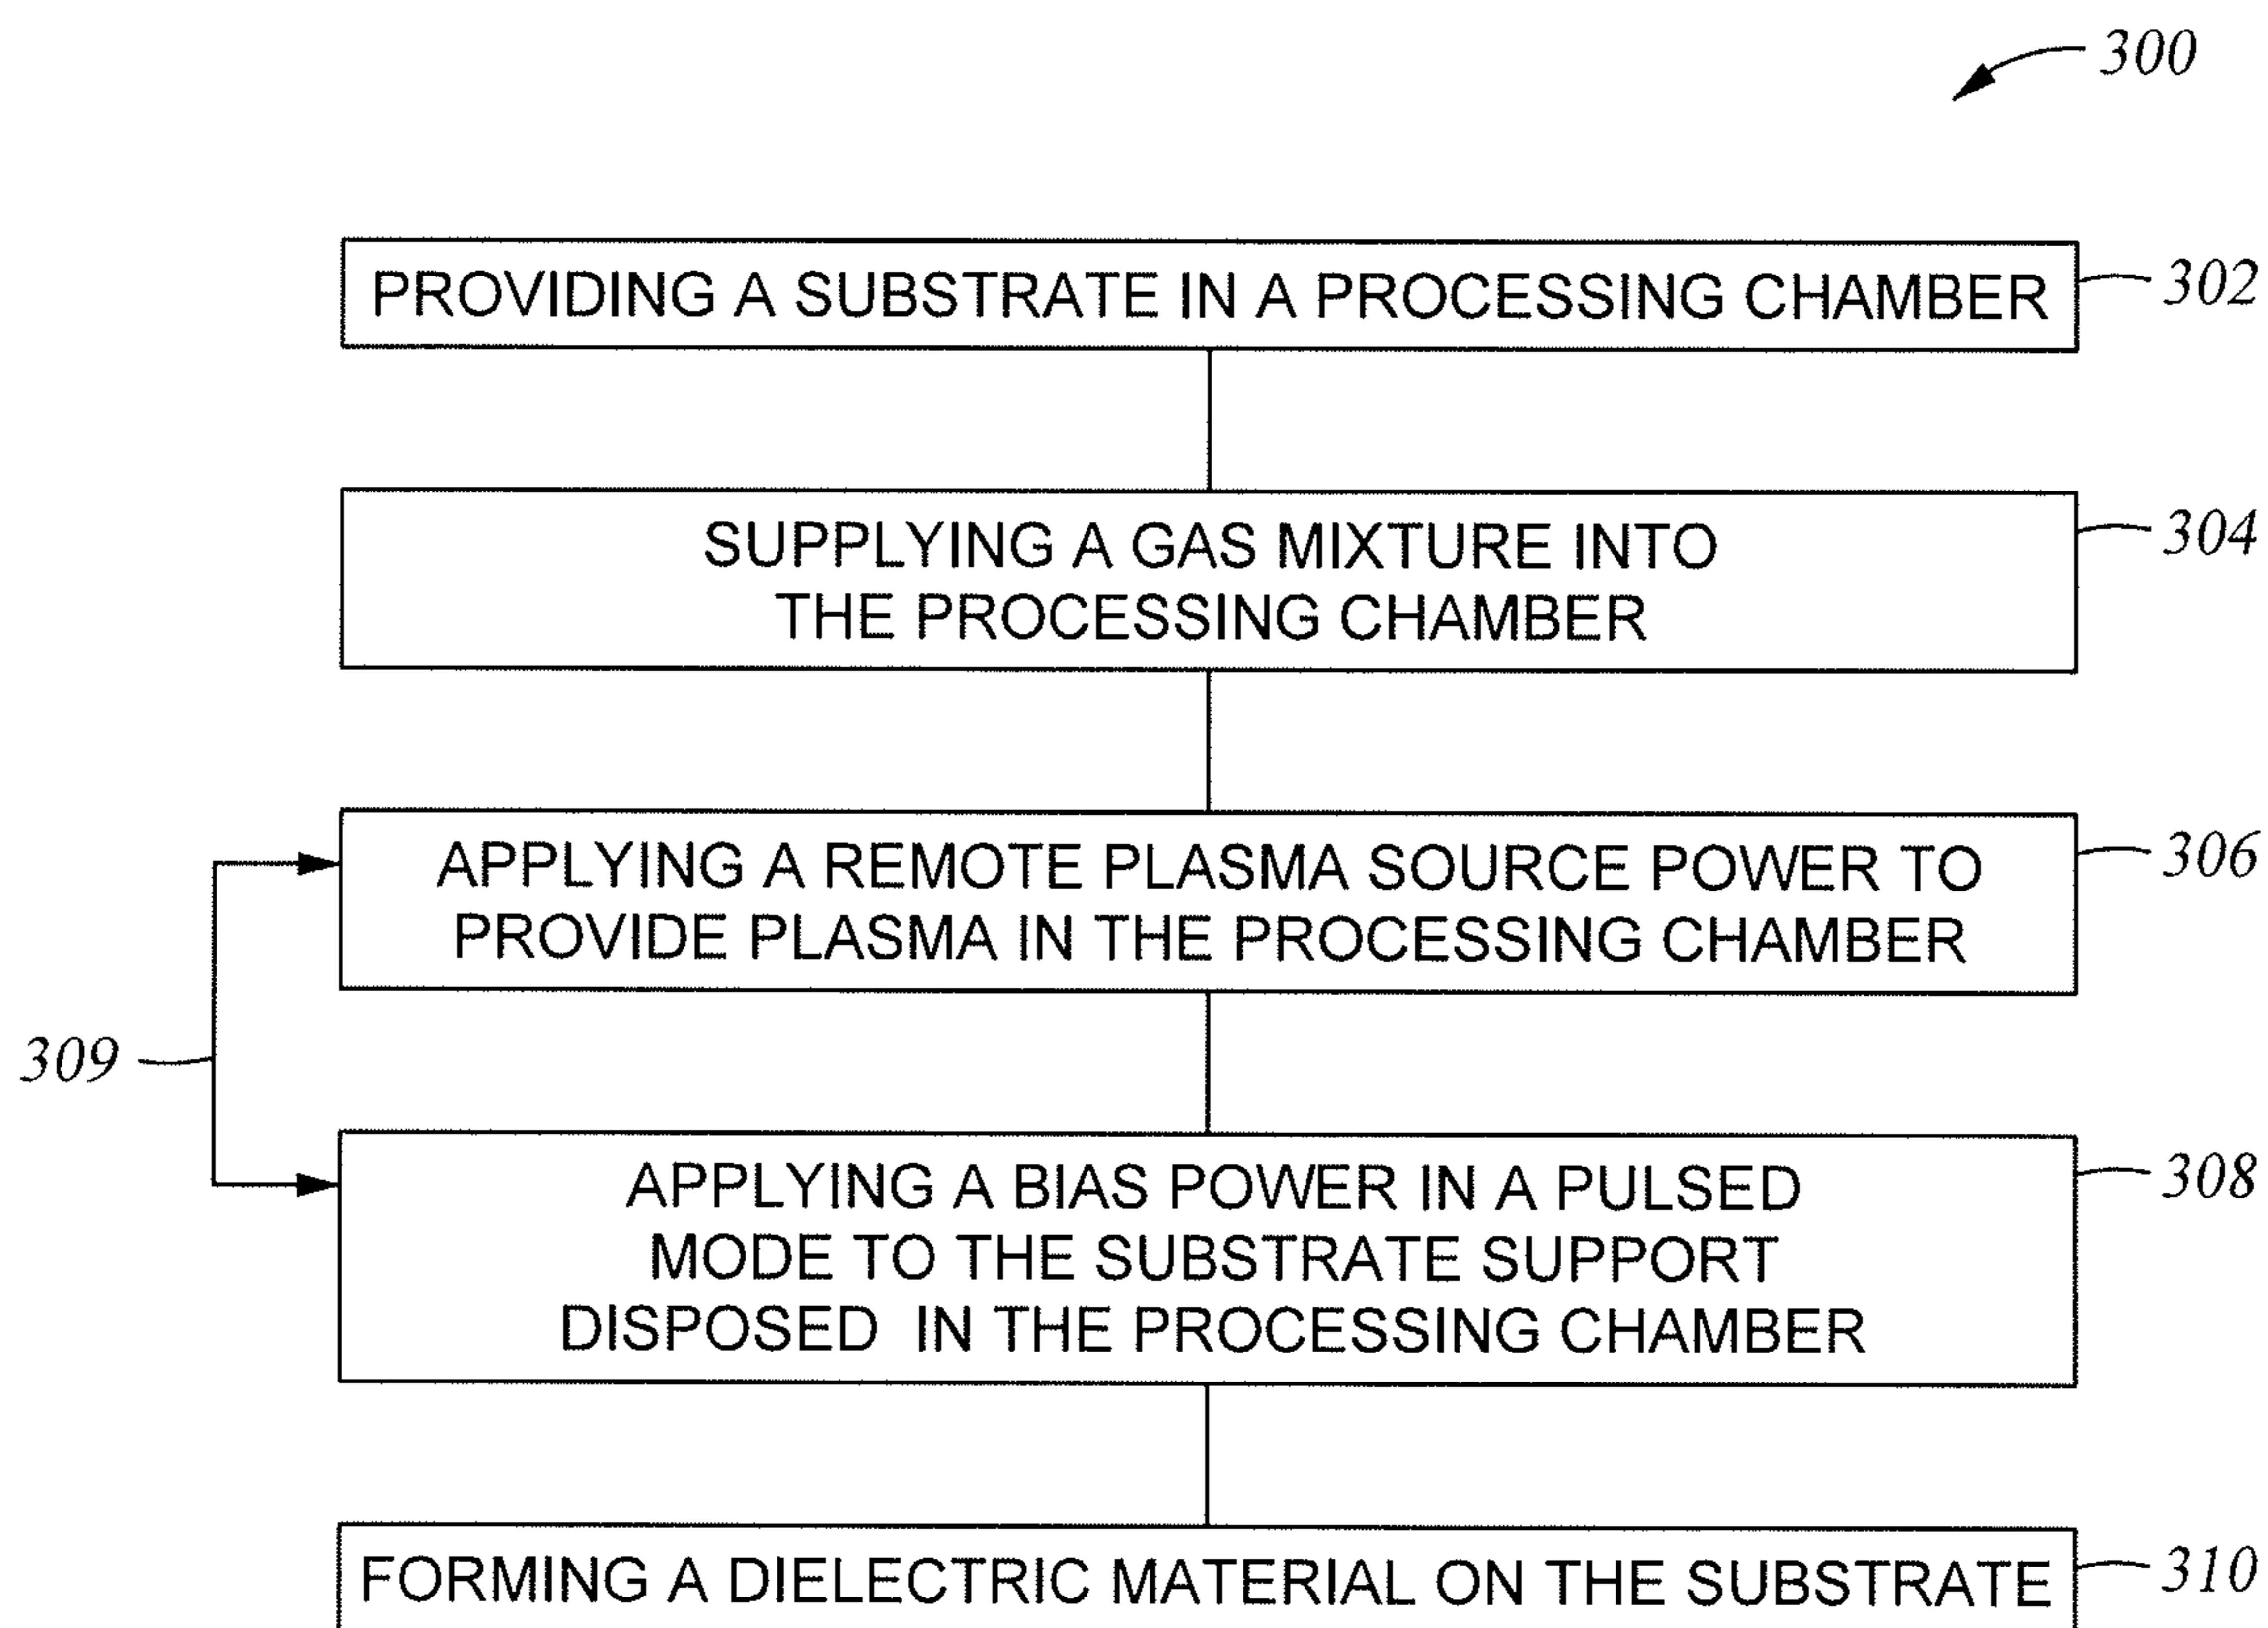 300
PROVIDING A SUBSTRATE IN A PROCESSING CHAMBER
302
SUPPLYING A GAS MIXTURE INTO
THE PROCESSING CHAMBER
304
APPLYING A REMOTE PLASMA SOURCE POWER TO
PROVIDE PLASMA IN THE PROCESSING CHAMBER
306
309
APPLYING A BIAS POWER IN A PULSED
MODE TO THE SUBSTRATE SUPPORT
DISPOSED IN THE PROCESSING CHAMBER
308
FORMING A DIELECTRIC MATERIAL ON THE SUBSTRATE
310